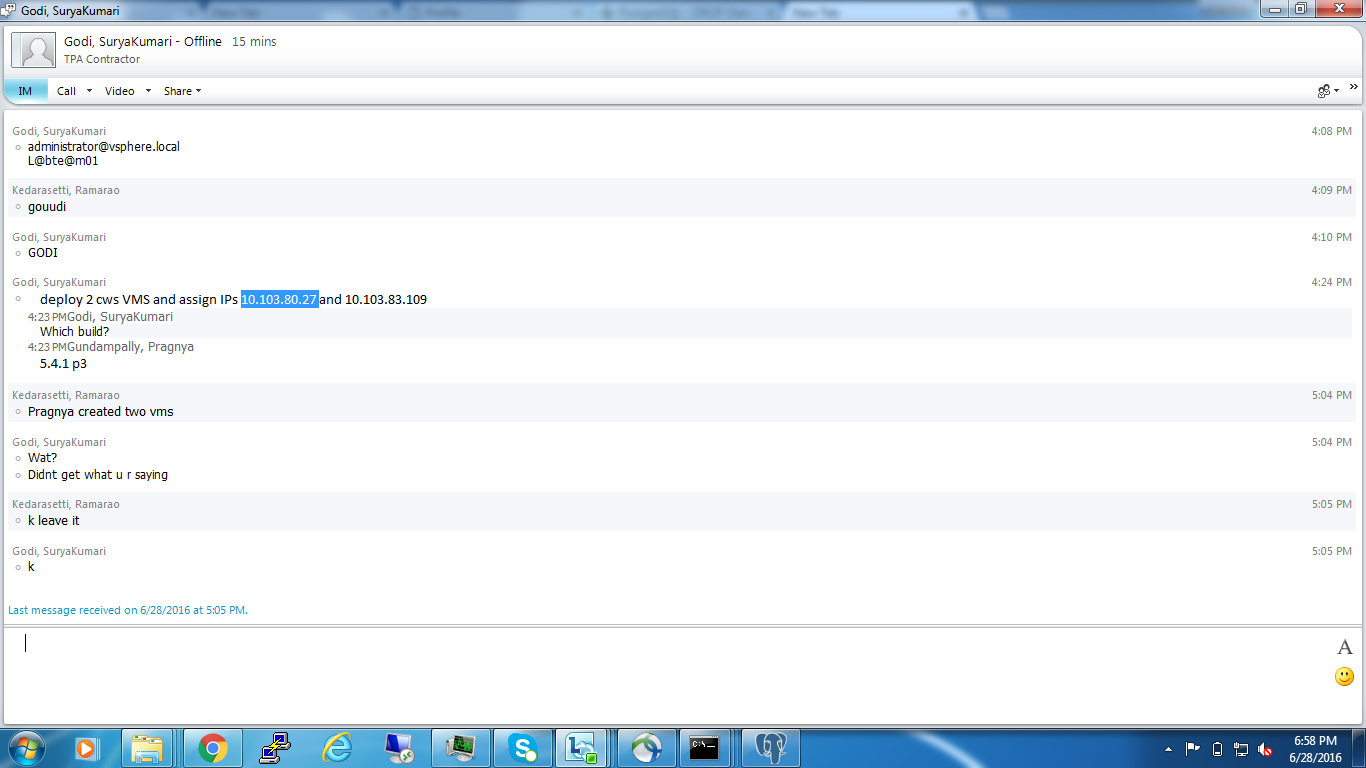 Godi, SuryaKumari
Godi, SuryaKumari - Offline 15 mins
TPA Contractor
IM Call Video Share
Godi, SuryaKumari 4:08 PM
administrator@vsphere.local
L@bte@m01
Kedarasetti, Ramarao 4:09 PM
gouudi
Godi, SuryaKumari 4:10 PM
GODI
Godi, SuryaKumari 4:24 PM
deploy 2 cws VMS and assign IPs 10.103.80.27 and 10.103.83.109
4:23 PM Godi, SuryaKumari
Which build?
4:23 PM Gundampally, Pragnya
5.4.1 p3
Kedarasetti, Ramarao 5:04 PM
Pragnya created two vms
Godi, SuryaKumari 5:04 PM
Wat?
Didnt get what u r saying
Kedarasetti, Ramarao 5:05 PM
k leave it
Godi, SuryaKumari 5:05 PM
k
Last message received on 6/28/2016 at 5:05 PM.
A
6:58 PM
6/28/2016